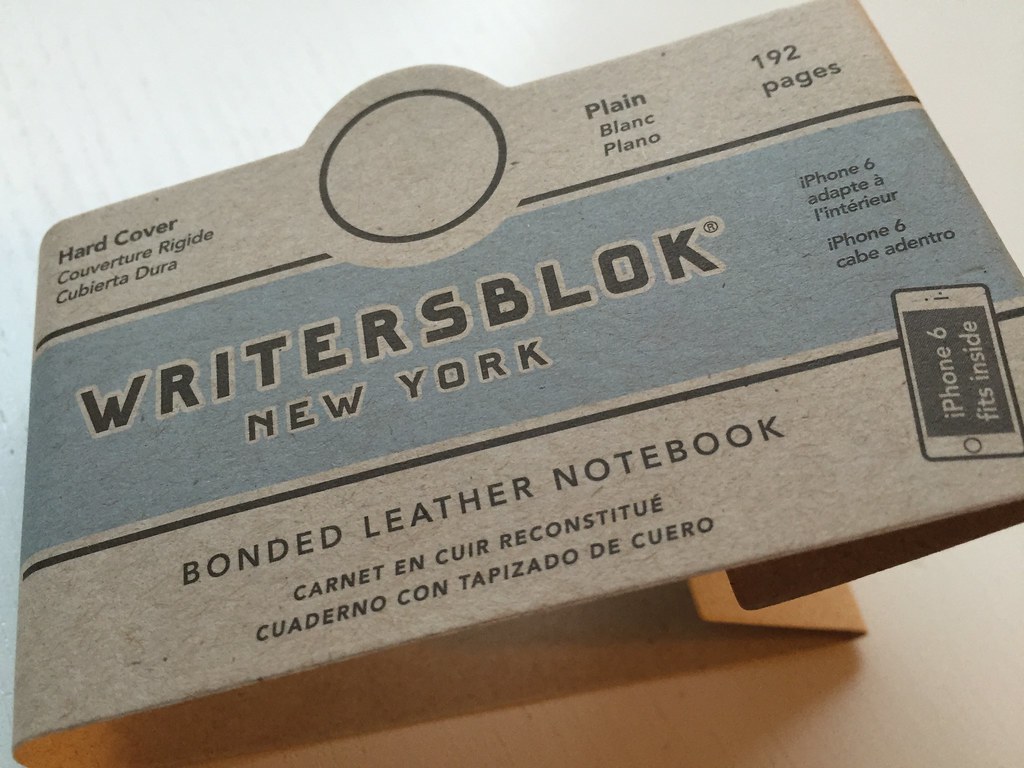 192
pages
Plain
Blanc
Plano
Hard Cover
Couverture Rigide
Cubierta Dura
iPhone 6
adapte à
l'intérieur
iPhone 6
cabe adentro
WRITERSBLOK®
NEW YORK
iPhone 6
fits inside
BONDED LEATHER NOTEBOOK
CARNET EN CUIR RECONSTITUÉ
CUADERNO CON TAPIZADO DE CUERO